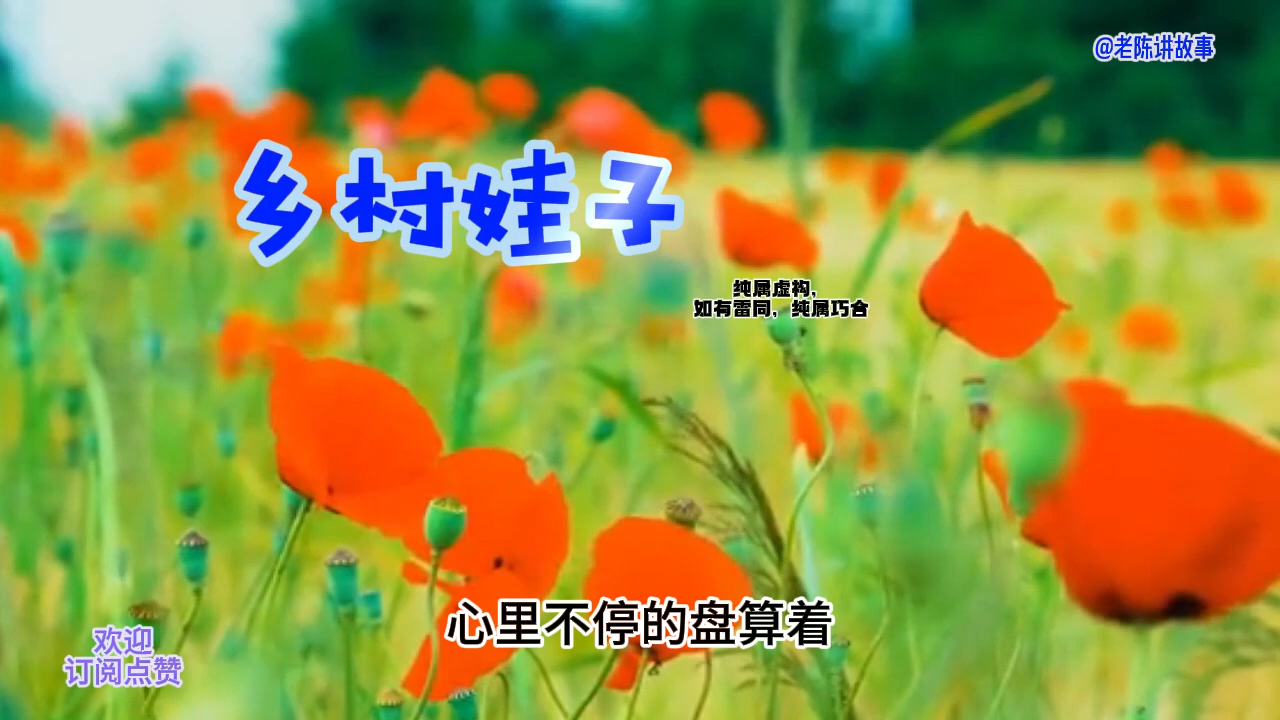 @老陈讲故事
乡村娃子
纯属虚构，
如有雷同，纯属巧合
心里不停的盘算着
欢迎
订阅点赞